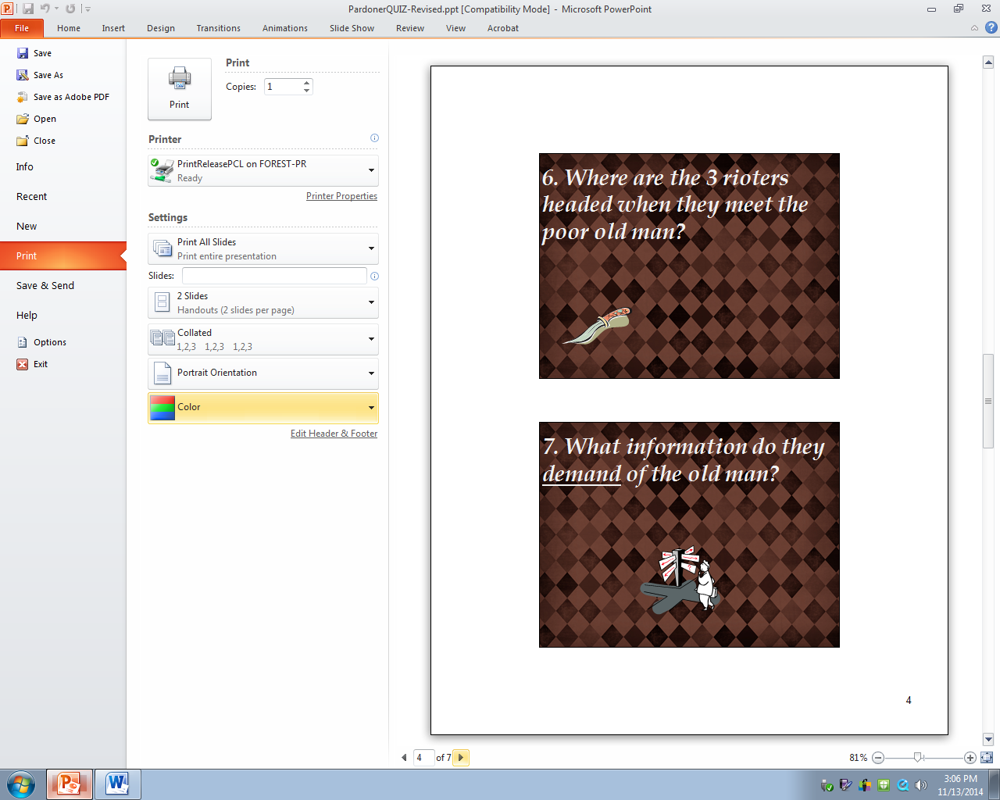 PardonerQUIZ-Revised.ppt [Compatibility Mode] - Microsoft PowerPoint
File Home Insert Design Transitions Animations Slide Show Review View Acrobat
Save
Save As
Save as Adobe PDF
Open
Close
Info
Recent
New
Print
Save & Send
Help
Options
Exit
Print
Print
Copies: 1
Printer
PrintReleasePCL on FOREST-PR
Ready
Printer Properties
Settings
Print All Slides
Print entire presentation
Slides:
2 Slides
Handouts (2 slides per page)
Collated
1,2,3 1,2,3 1,2,3
Portrait Orientation
Color
Edit Header & Footer
6. Where are the 3 rioters
headed when they meet the
poor old man?
7. What information do they
demand of the old man?
4
4 of 7
81%
3:06 PM
11/13/2014